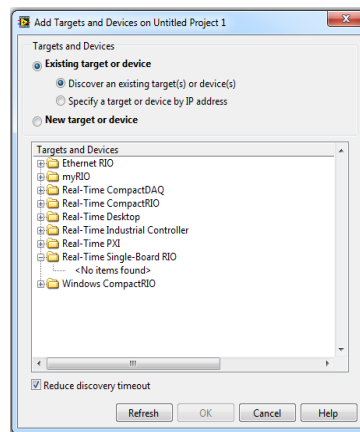 Add Targets and Devices on Untitled Project 1
Targets and Devices
Existing target or device
Discover an existing target(s) or device(s)
Specify a target or device by IP address
New target or device
Targets and Devices
Ethernet RIO
myRIO
Real-Time CompactDAQ
Real-Time CompactRIO
Real-Time Desktop
Real-Time Industrial Controller
Real-Time PXI
Real-Time Single-Board RIO
<No items found>
Windows CompactRIO
Reduce discovery timeout
Refresh OK Cancel Help